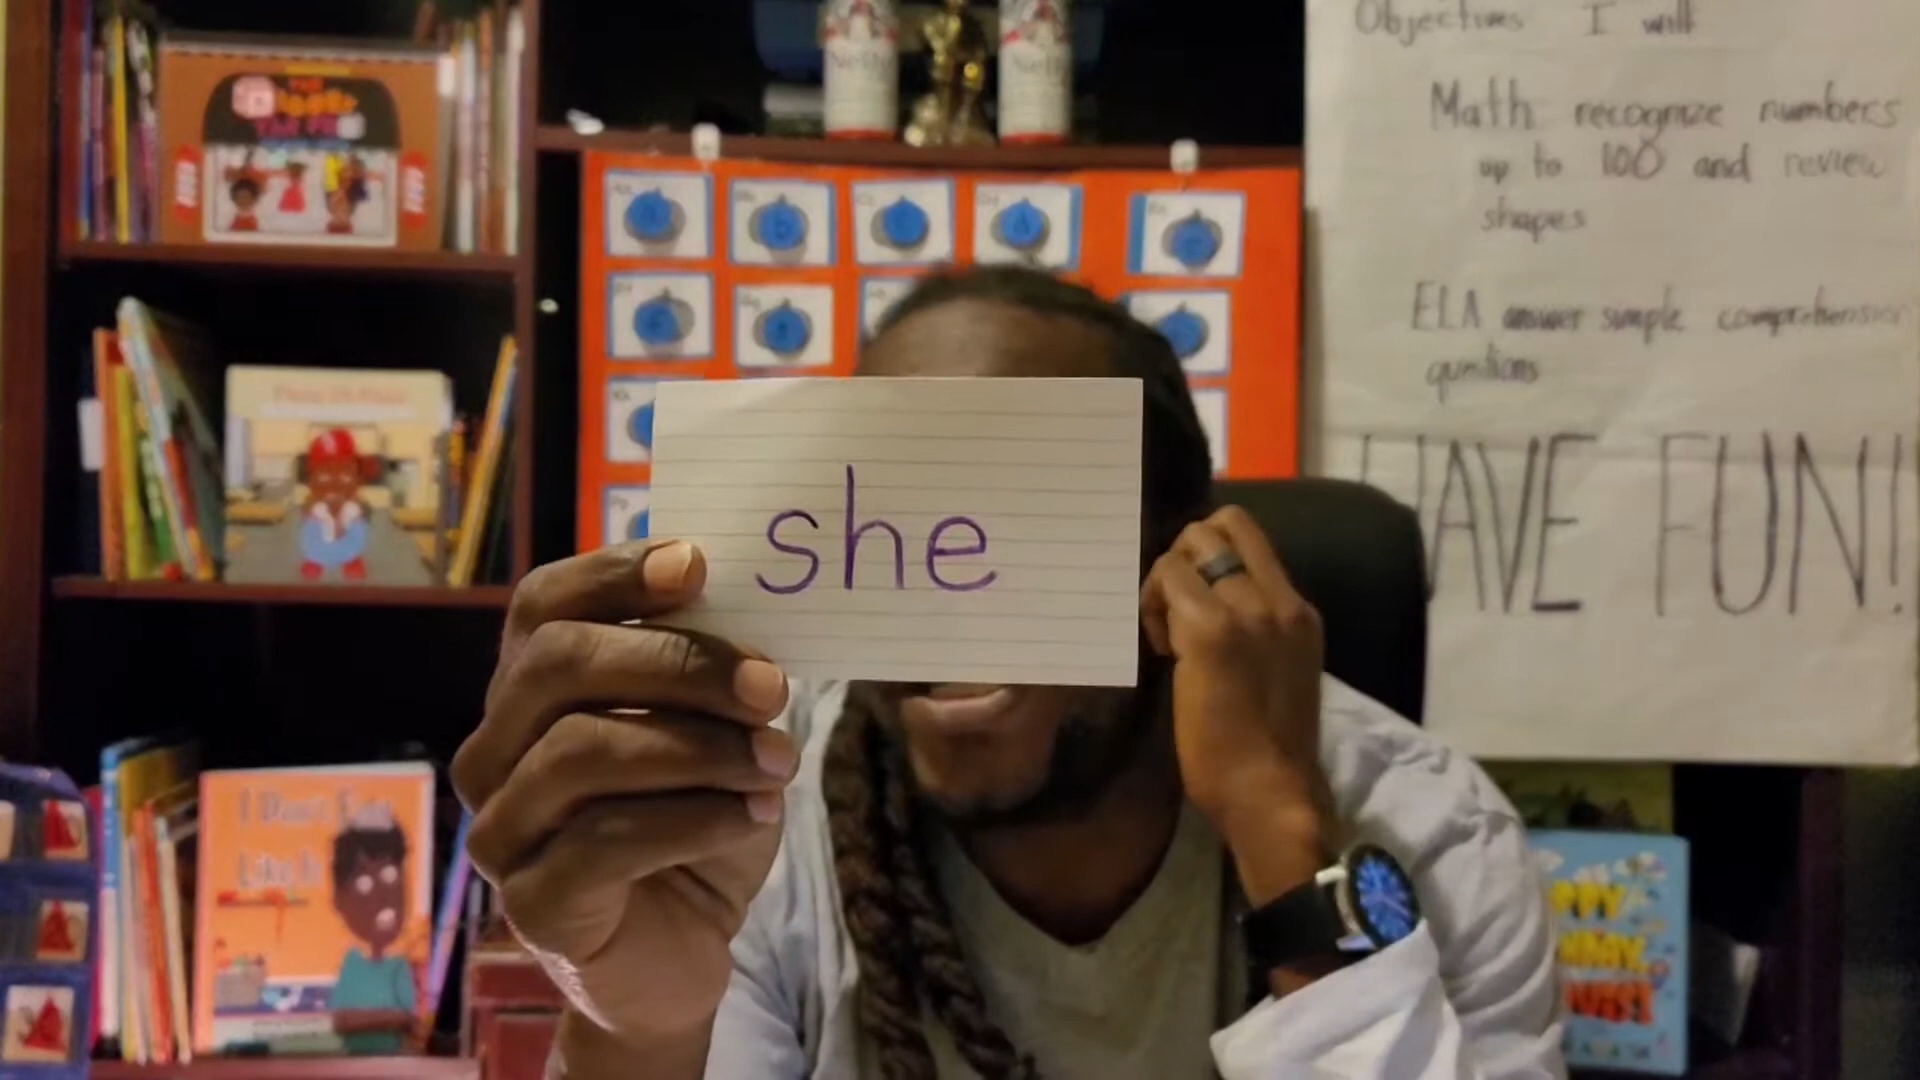 Objectives I will
Math recognize numbers
up to 100 and review
shapes
ELA answer simple comprehension
questions
HAVE FUN!
she
I Don't
Like It